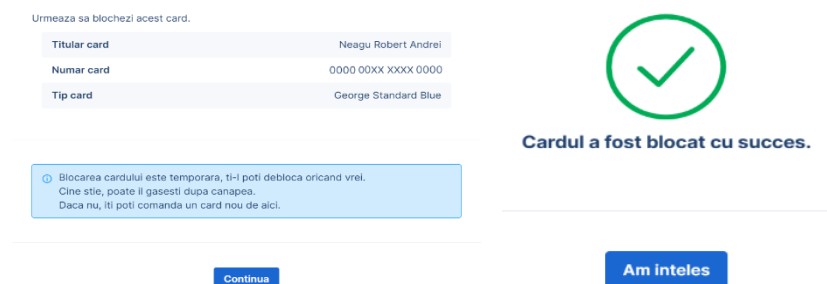 Urmeaza sa blochezi acest card.
Titular card Neagu Robert Andrei
Numar card 0000 00XX XXXX 0000
Tip card George Standard Blue
Blocarea cardului este temporara, ti-l poti debloca oricand vrei.
Cine stie, poate il gasesti dupa canapea.
Daca nu, iti poti comanda un card nou de aici.
Continua
Cardul a fost blocat cu succes.
Am inteles